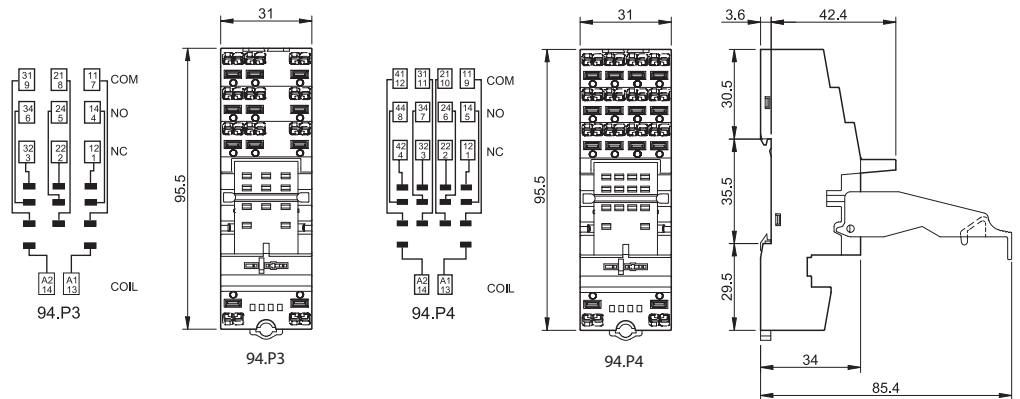 31 31 3.6 42.4
31 21 11 COM
9 8 7
34 24 14 NO
6 5 4
32 22 12 NC
3 2 1
A2 A1 COIL
14 13
94.P3
95.5
94.P3
41 31 21 11 COM
12 11 10 9
44 34 24 14 NO
8 7 6 5
42 32 22 12 NC
4 3 2 1
A2 A1 COIL
14 13
94.P4
95.5
94.P4
30.5
35.5
29.5
34
85.4